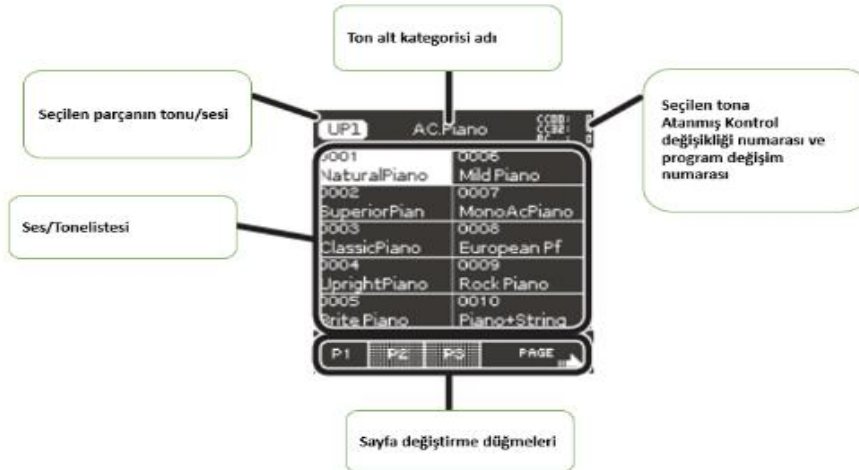 Ton alt kategorisi adı
Seçilen parçanın tonu/sesi
Seçilen tona
Atanmış Kontrol
değişikliği numarası ve
program değişim
numarası
UP1 AC.Piano
CC00:
CC32:
0001 0006
NaturalPiano Mild Piano
0002 0007
SuperiorPian MonoAcPiano
Ses/Tonelistesi
0003 0008
ClassicPiano European Pf
0004 0009
UprightPiano Rock Piano
0005 0010
Brite Piano Piano+String
P1 P2 P3 PAGE
Sayfa değiştirme düğmeleri